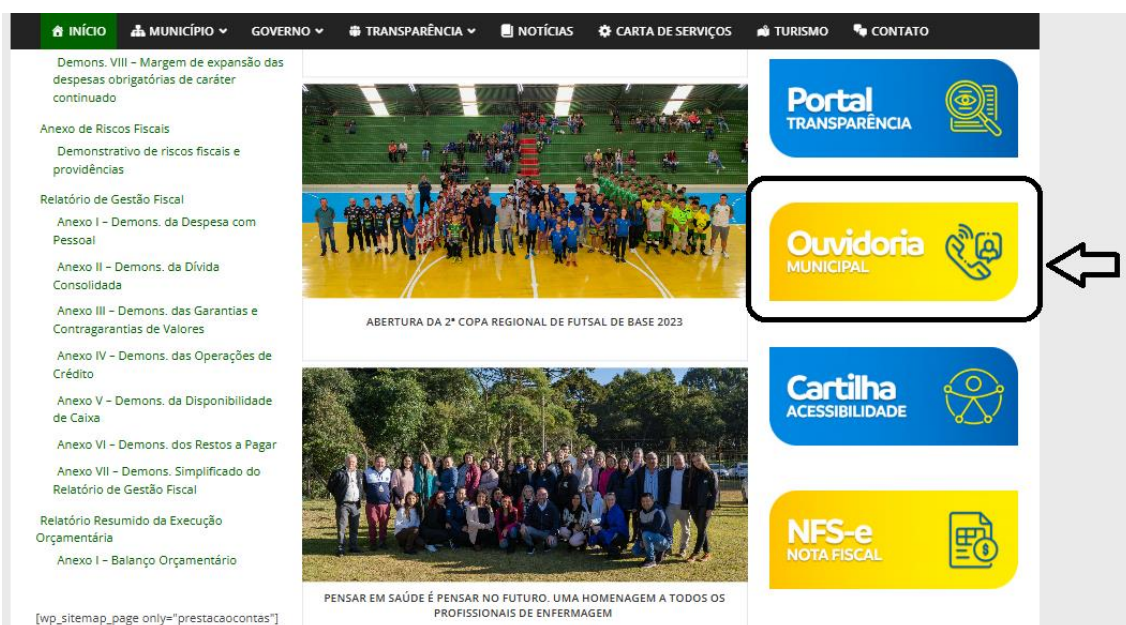 INÍCIO MUNICÍPIO GOVERNO TRANSPARÊNCIA NOTÍCIAS CARTA DE SERVIÇOS TURISMO CONTATO
Demons. VIII – Margem de expansão das
despesas obrigatórias de caráter
continuado
Anexo de Riscos Fiscais
Demonstrativo de riscos fiscais e
providências
Relatório de Gestão Fiscal
Anexo I – Demons. da Despesa com
Pessoal
Anexo II – Demons. da Dívida
Consolidada
Anexo III – Demons. das Garantias e
Contragarantias de Valores
Anexo IV – Demons. das Operações de
Crédito
Anexo V – Demons. da Disponibilidade
de Caixa
Anexo VI – Demons. dos Restos a Pagar
Anexo VII – Demons. Simplificado do
Relatório de Gestão Fiscal
Relatório Resumido da Execução
Orçamentária
Anexo I – Balanço Orçamentário
[wp_sitemap_page only="prestacaocontas"]
ABERTURA DA 2ª COPA REGIONAL DE FUTSAL DE BASE 2023
PENSAR EM SAÚDE É PENSAR NO FUTURO. UMA HOMENAGEM A TODOS OS
PROFISSIONAIS DE ENFERMAGEM
Portal
TRANSPARÊNCIA
Ouvidoria
MUNICIPAL
Cartilha
ACESSIBILIDADE
NFS-e
NOTA FISCAL